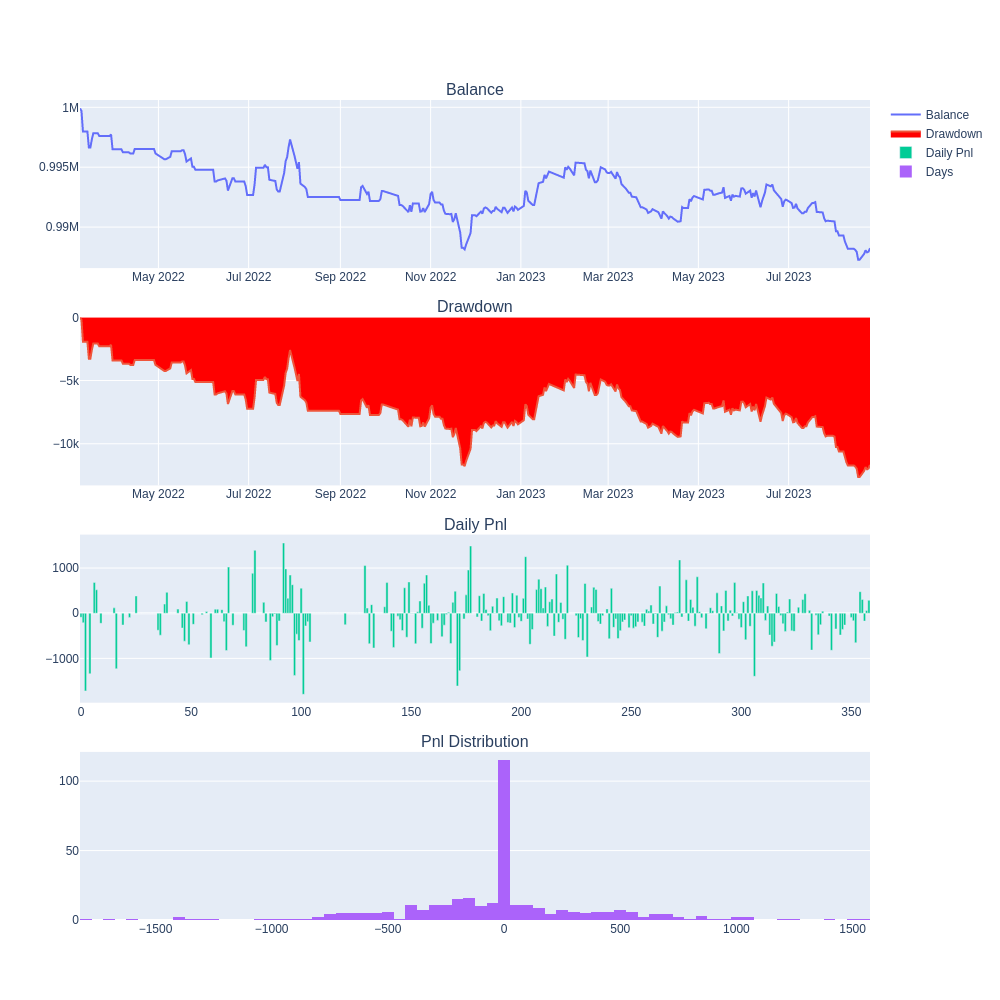 Balance
1M
0.995M
0.99M
May 2022 Jul 2022 Sep 2022 Nov 2022 Jan 2023 Mar 2023 May 2023 Jul 2023
Balance
Drawdown
Daily Pnl
Days
Drawdown
0
−5k
−10k
May 2022 Jul 2022 Sep 2022 Nov 2022 Jan 2023 Mar 2023 May 2023 Jul 2023
Daily Pnl
1000
0
−1000
0 50 100 150 200 250 300 350
Pnl Distribution
100
50
0
−1500 −1000 −500 0 500 1000 1500